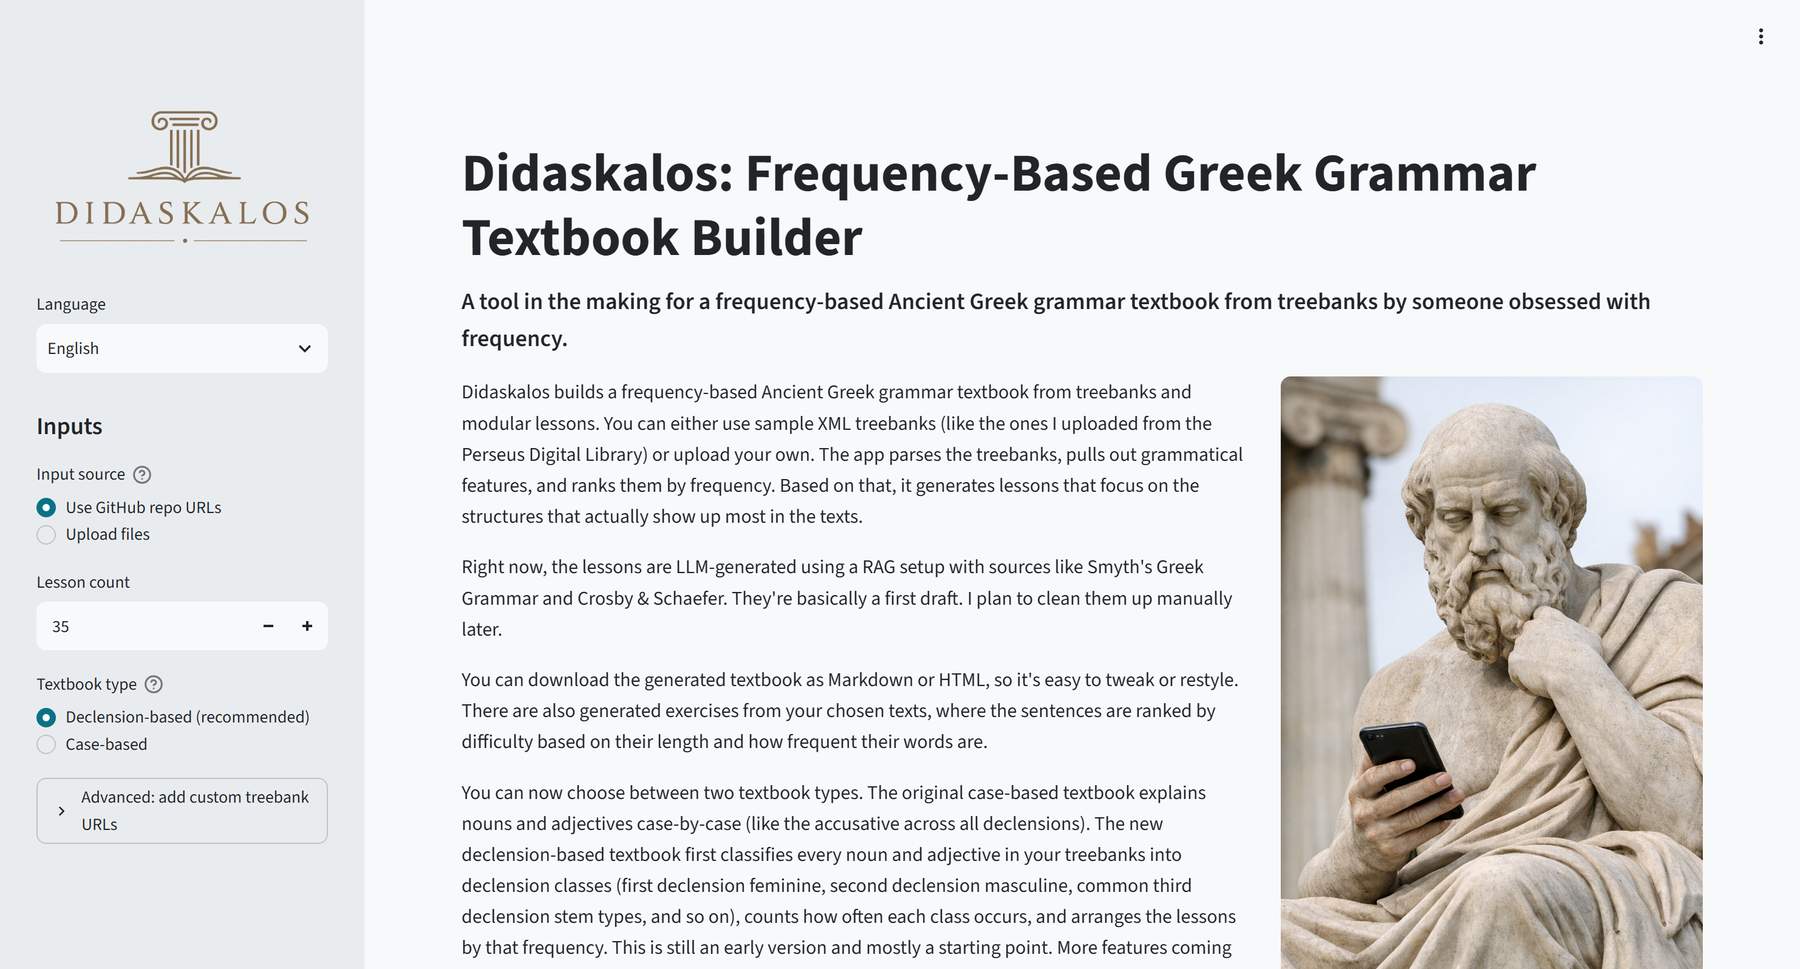 DIDASKALOS
Language
English
Inputs
Input source
Use GitHub repo URLs
Upload files
Lesson count
35
Textbook type
Declension-based (recommended)
Case-based
Advanced: add custom treebank
URLs
Didaskalos: Frequency-Based Greek Grammar
Textbook Builder
A tool in the making for a frequency-based Ancient Greek grammar textbook from treebanks by someone obsessed with
frequency.
Didaskalos builds a frequency-based Ancient Greek grammar textbook from treebanks and
modular lessons. You can either use sample XML treebanks (like the ones I uploaded from the
Perseus Digital Library) or upload your own. The app parses the treebanks, pulls out grammatical
features, and ranks them by frequency. Based on that, it generates lessons that focus on the
structures that actually show up most in the texts.
Right now, the lessons are LLM-generated using a RAG setup with sources like Smyth's Greek
Grammar and Crosby & Schaefer. They're basically a first draft. I plan to clean them up manually
later.
You can download the generated textbook as Markdown or HTML, so it's easy to tweak or restyle.
There are also generated exercises from your chosen texts, where the sentences are ranked by
difficulty based on their length and how frequent their words are.
You can now choose between two textbook types. The original case-based textbook explains
nouns and adjectives case-by-case (like the accusative across all declensions). The new
declension-based textbook first classifies every noun and adjective in your treebanks into
declension classes (first declension feminine, second declension masculine, common third
declension stem types, and so on), counts how often each class occurs, and arranges the lessons
by that frequency. This is still an early version and mostly a starting point. More features coming